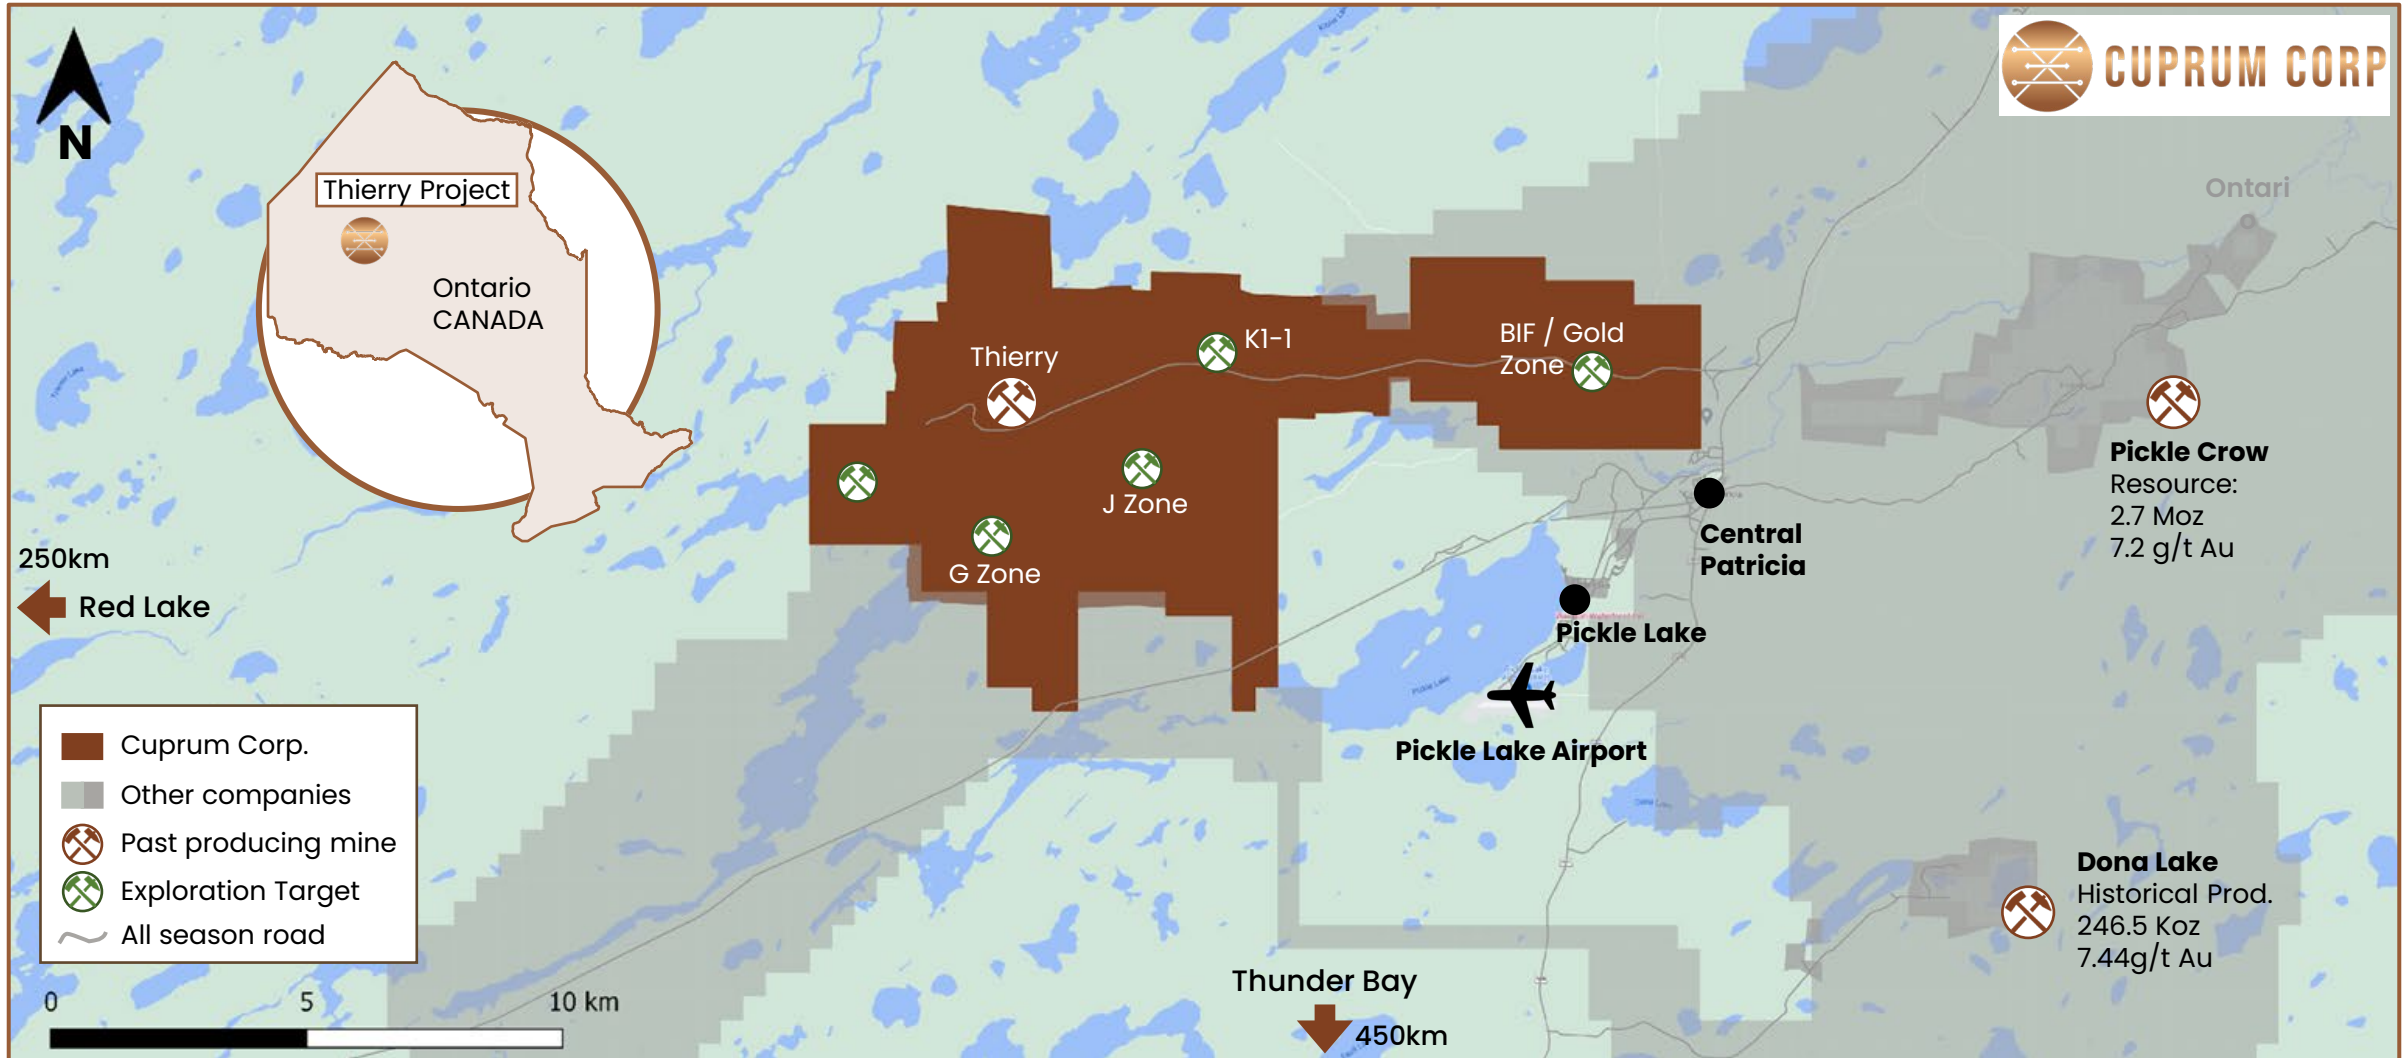 CUPRUM CORP
N
Thierry Project
Ontario
CANADA
Ontari
Thierry
K1-1
BIF / Gold
Zone
J Zone
G Zone
Pickle Crow
Resource:
2.7 Moz
7.2 g/t Au
Central
Patricia
Pickle Lake
Pickle Lake Airport
250km
Red Lake
Cuprum Corp.
Other companies
Past producing mine
Exploration Target
All season road
Dona Lake
Historical Prod.
246.5 Koz
7.44g/t Au
Thunder Bay
450km
0 5 10 km
Pickle Lake